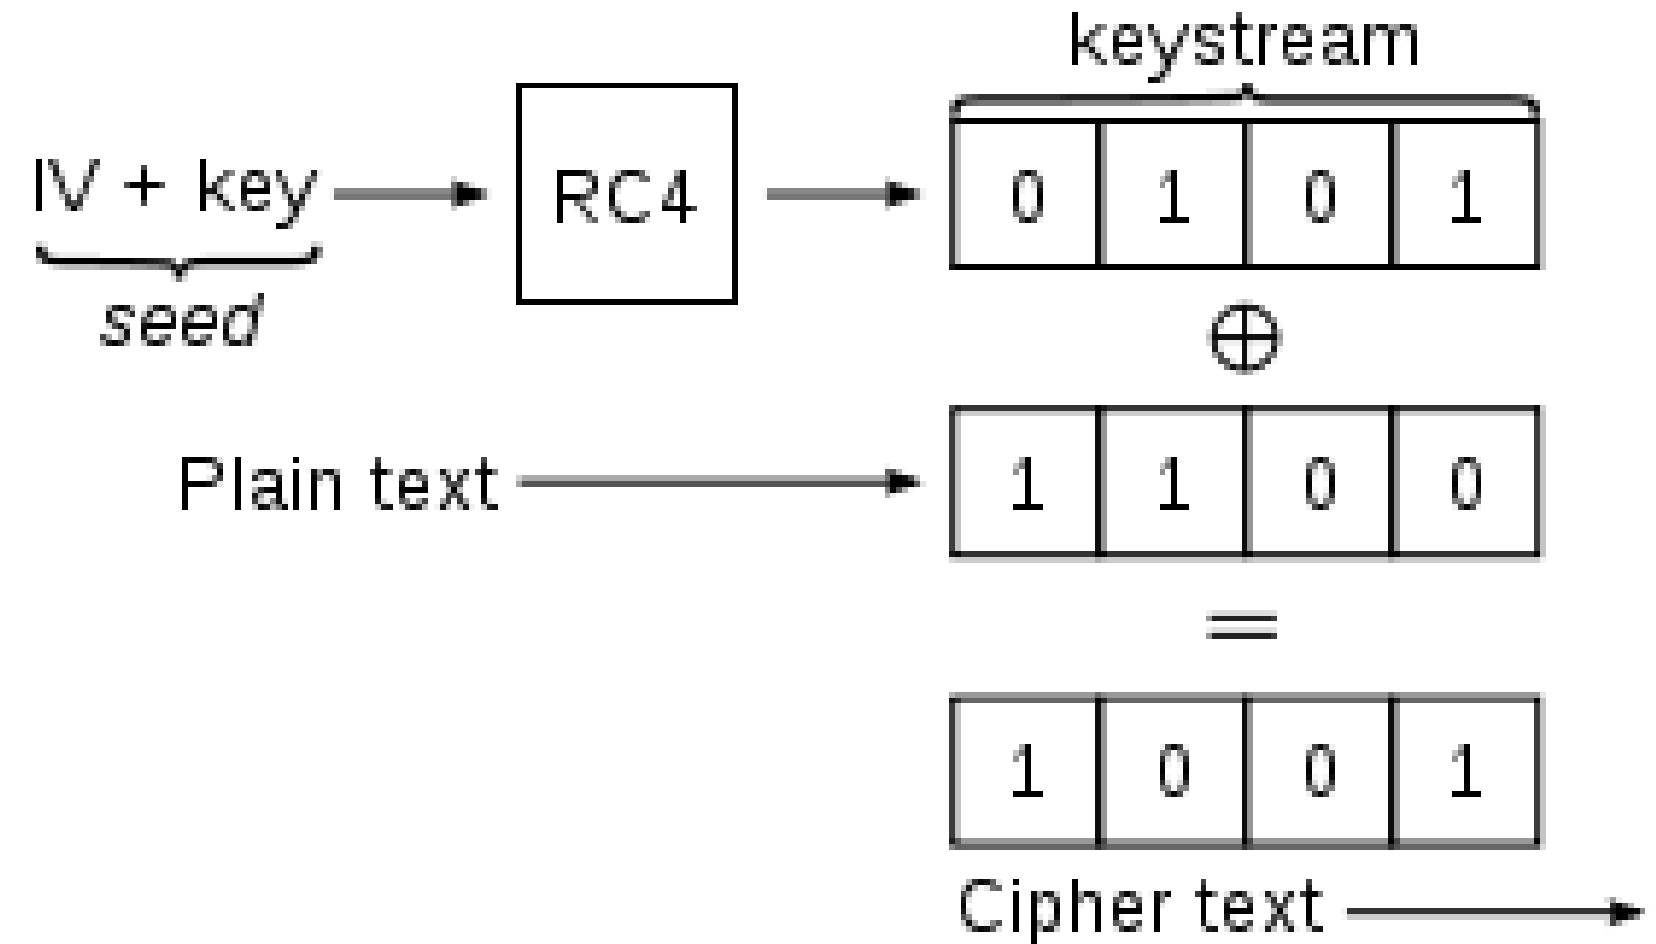 keystream
IV + key
RC4
0 1 0 1
seed
⊕
Plain text
1 1 0 0
=
1 0 0 1
Cipher text